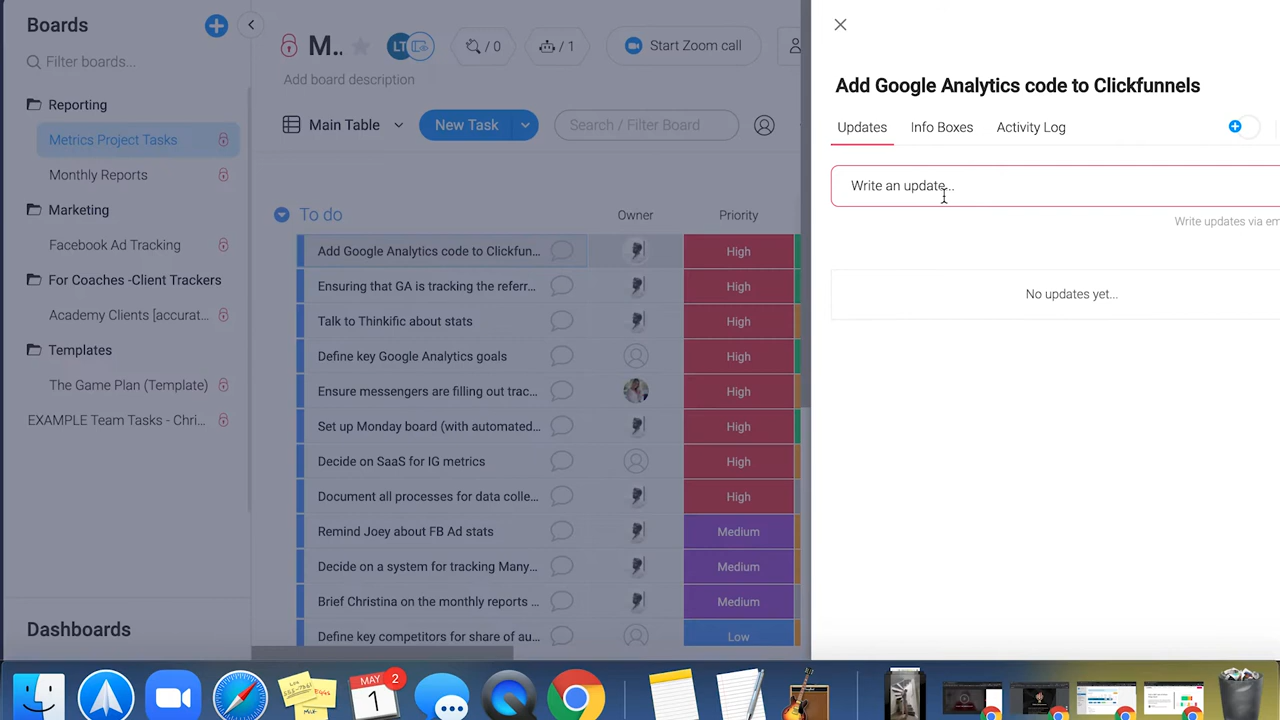 Boards
Filter boards...
Reporting
Metrics Project Tasks
Monthly Reports
Marketing
Facebook Ad Tracking
For Coaches -Client Trackers
Academy Clients [accurat...
Templates
The Game Plan (Template)
EXAMPLE Team Tasks - Chri...
Dashboards
M..
LT
/ 0
/ 1
Start Zoom call
Add board description
Main Table
New Task
Search / Filter Board
To do
Owner
Priority
Add Google Analytics code to Clickfun...
High
Ensuring that GA is tracking the referr...
High
Talk to Thinkific about stats
High
Define key Google Analytics goals
High
Ensure messengers are filling out trac...
High
Set up Monday board (with automated...
High
Decide on SaaS for IG metrics
High
Document all processes for data colle...
High
Remind Joey about FB Ad stats
Medium
Decide on a system for tracking Many...
Medium
Brief Christina on the monthly reports ...
Medium
Define key competitors for share of au...
Low
Add Google Analytics code to Clickfunnels
Updates
Info Boxes
Activity Log
Write an update...
Write updates via em
No updates yet...
MAY
2
1